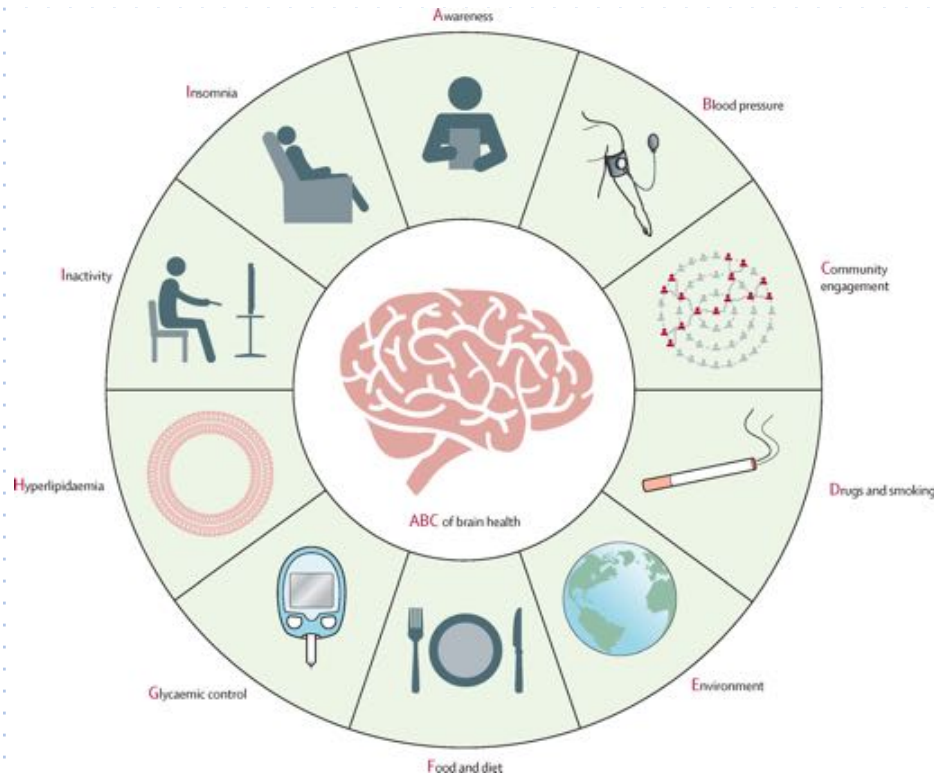 Awareness
Blood pressure
Community
engagement
Drugs and smoking
Environment
Food and diet
Glycaemic control
Hyperlipidaemia
Inactivity
Insomnia
ABC of brain health